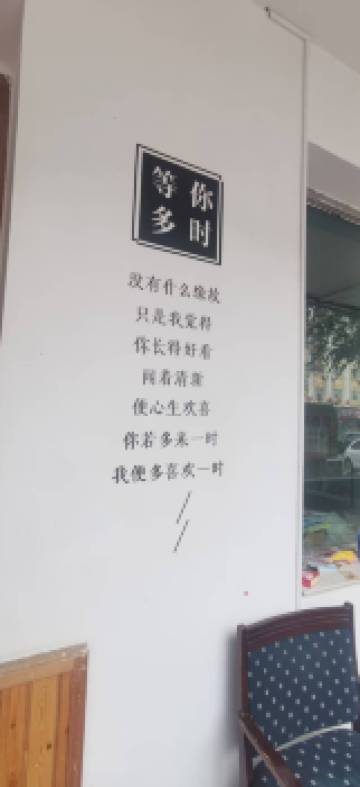 等你
多时
没有什么缘故
只是我觉得
你长得好看
闻着清新
便心生欢喜
你若多来一时
我便多喜欢一时